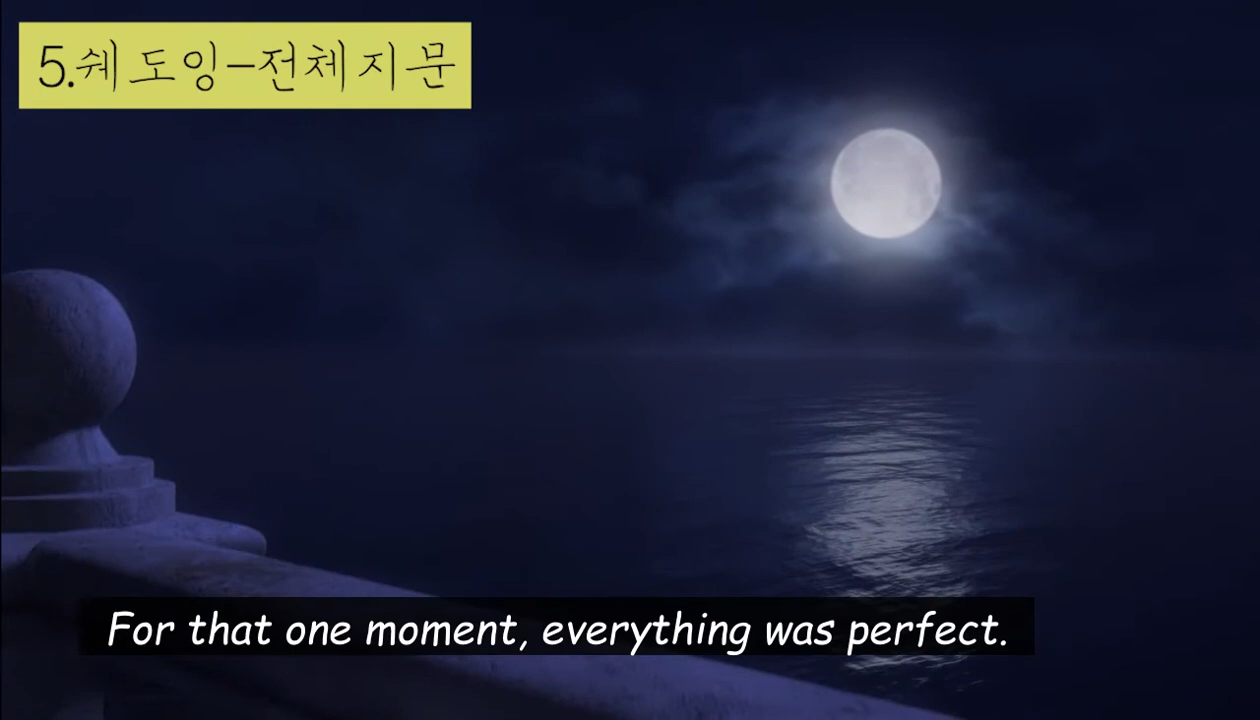 5.쉐도잉-전체지문
For that one moment, everything was perfect.